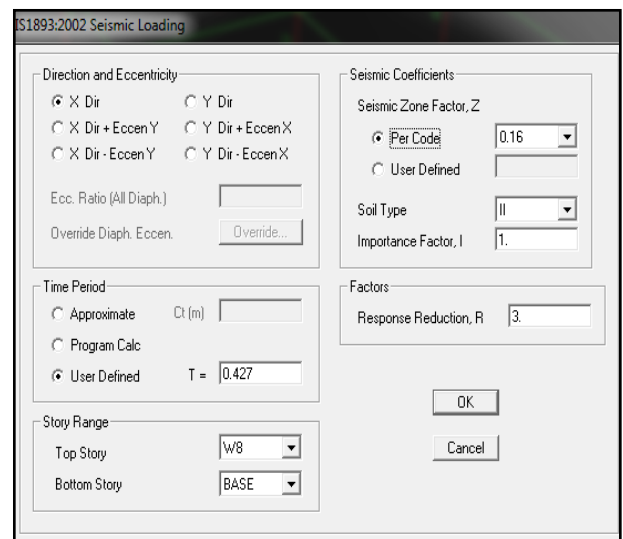 IS1893:2002 Seismic Loading
Direction and Eccentricity
X Dir Y Dir
X Dir + Eccen Y Y Dir + Eccen X
X Dir - Eccen Y Y Dir - Eccen X
Ecc. Ratio (All Diaph.)
Override Diaph. Eccen. Override...
Time Period
Approximate Ct (m)
Program Calc
User Defined T = 0.427
Story Range
Top Story W8
Bottom Story BASE
Seismic Coefficients
Seismic Zone Factor, Z
Per Code 0.16
User Defined
Soil Type II
Importance Factor, I 1.
Factors
Response Reduction, R 3.
OK
Cancel